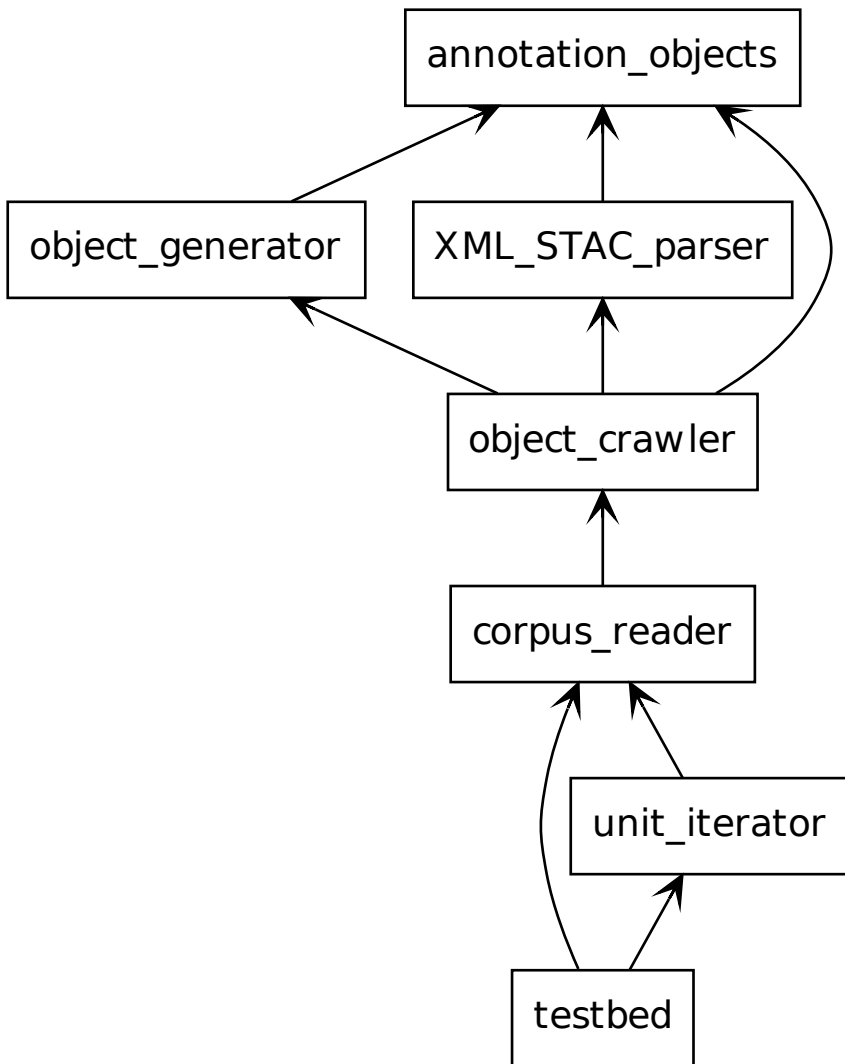 annotation_objects
object_generator
XML_STAC_parser
object_crawler
corpus_reader
unit_iterator
testbed